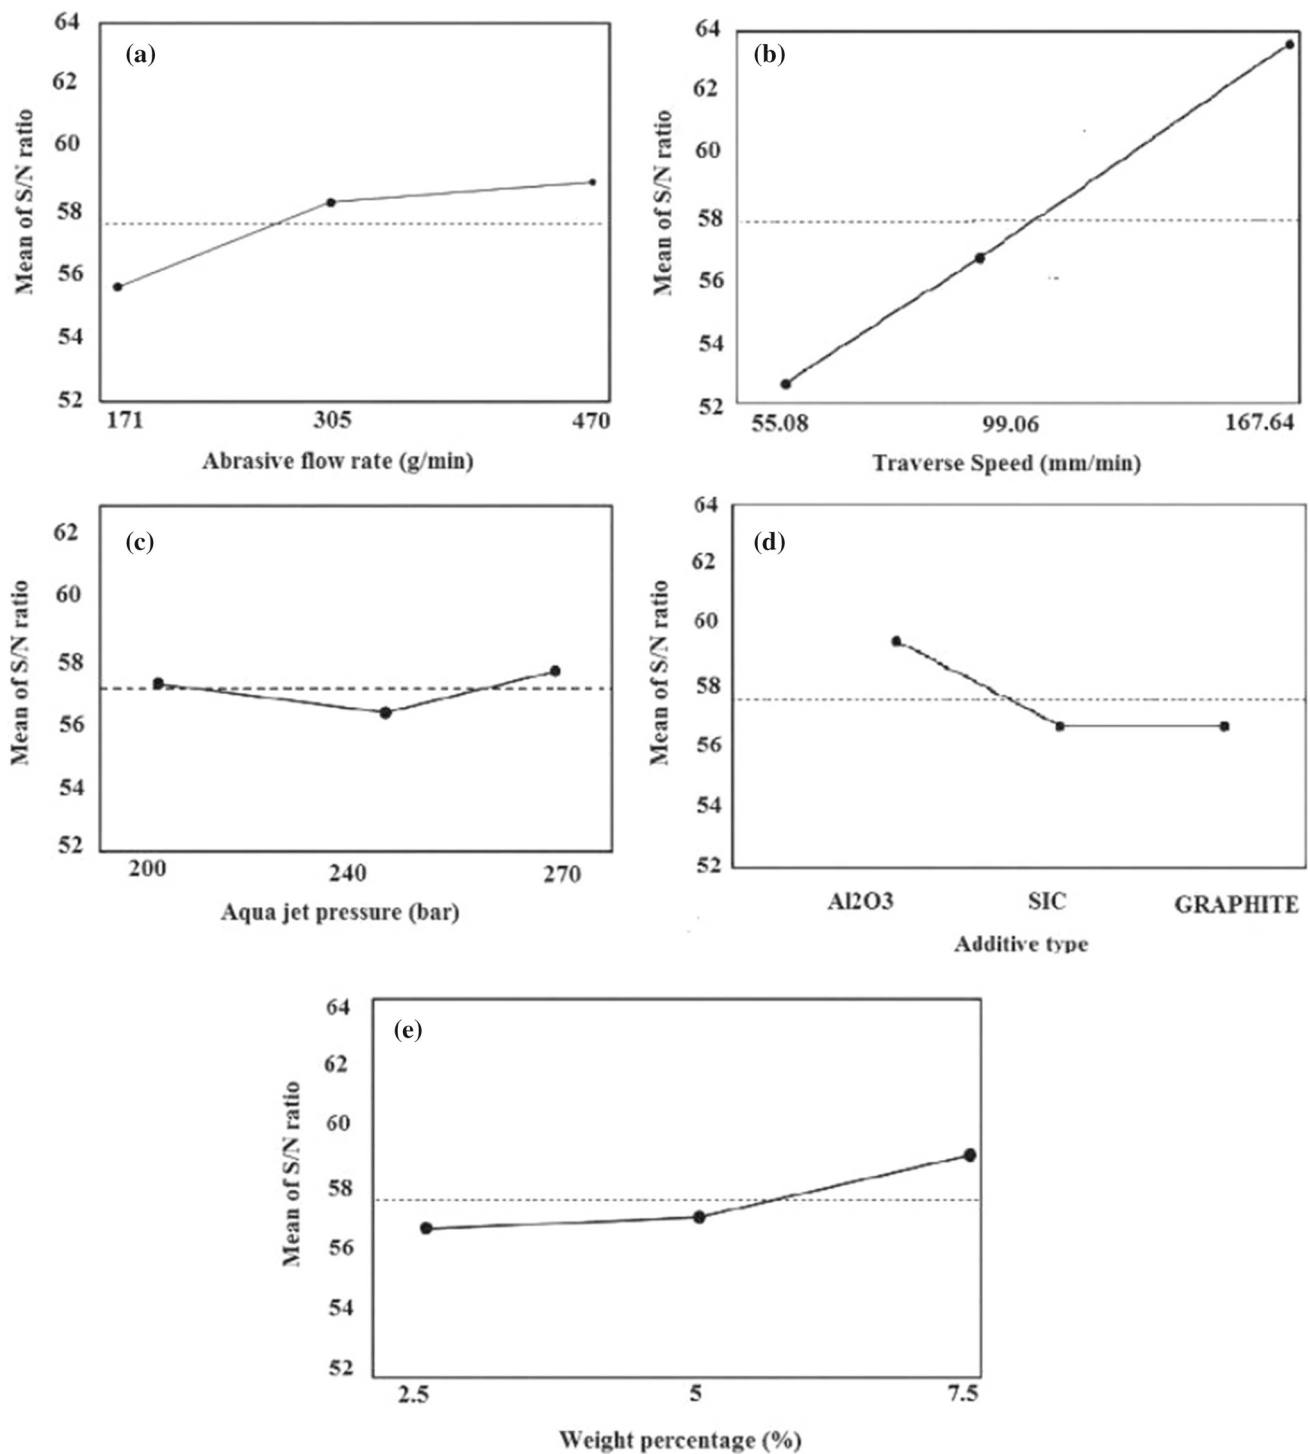 (a)
64
62
60
58
56
54
52
Mean of S/N ratio
171 305 470
Abrasive flow rate (g/min)
(b)
64
62
60
58
56
54
52
Mean of S/N ratio
55.08 99.06 167.64
Traverse Speed (mm/min)
(c)
62
60
58
56
54
52
Mean of S/N ratio
200 240 270
Aqua jet pressure (bar)
(d)
64
62
60
58
56
54
52
Mean of S/N ratio
Al2O3 SIC GRAPHITE
Additive type
(e)
64
62
60
58
56
54
52
Mean of S/N ratio
2.5 5 7.5
Weight percentage (%)